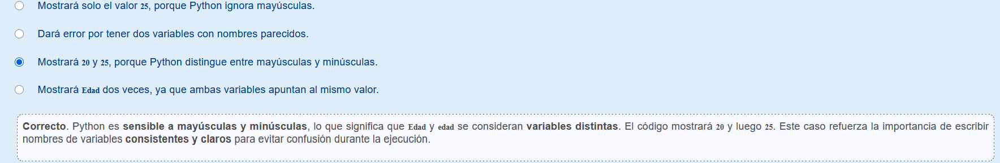 Mostrará solo el valor 25, porque Python ignora mayúsculas.
Dará error por tener dos variables con nombres parecidos.
Mostrará 20 y 25, porque Python distingue entre mayúsculas y minúsculas.
Mostrará Edad dos veces, ya que ambas variables apuntan al mismo valor.
Correcto. Python es sensible a mayúsculas y minúsculas, lo que significa que Edad y edad se consideran variables distintas. El código mostrará 20 y luego 25. Este caso refuerza la importancia de escribir
nombres de variables consistentes y claros para evitar confusión durante la ejecución.